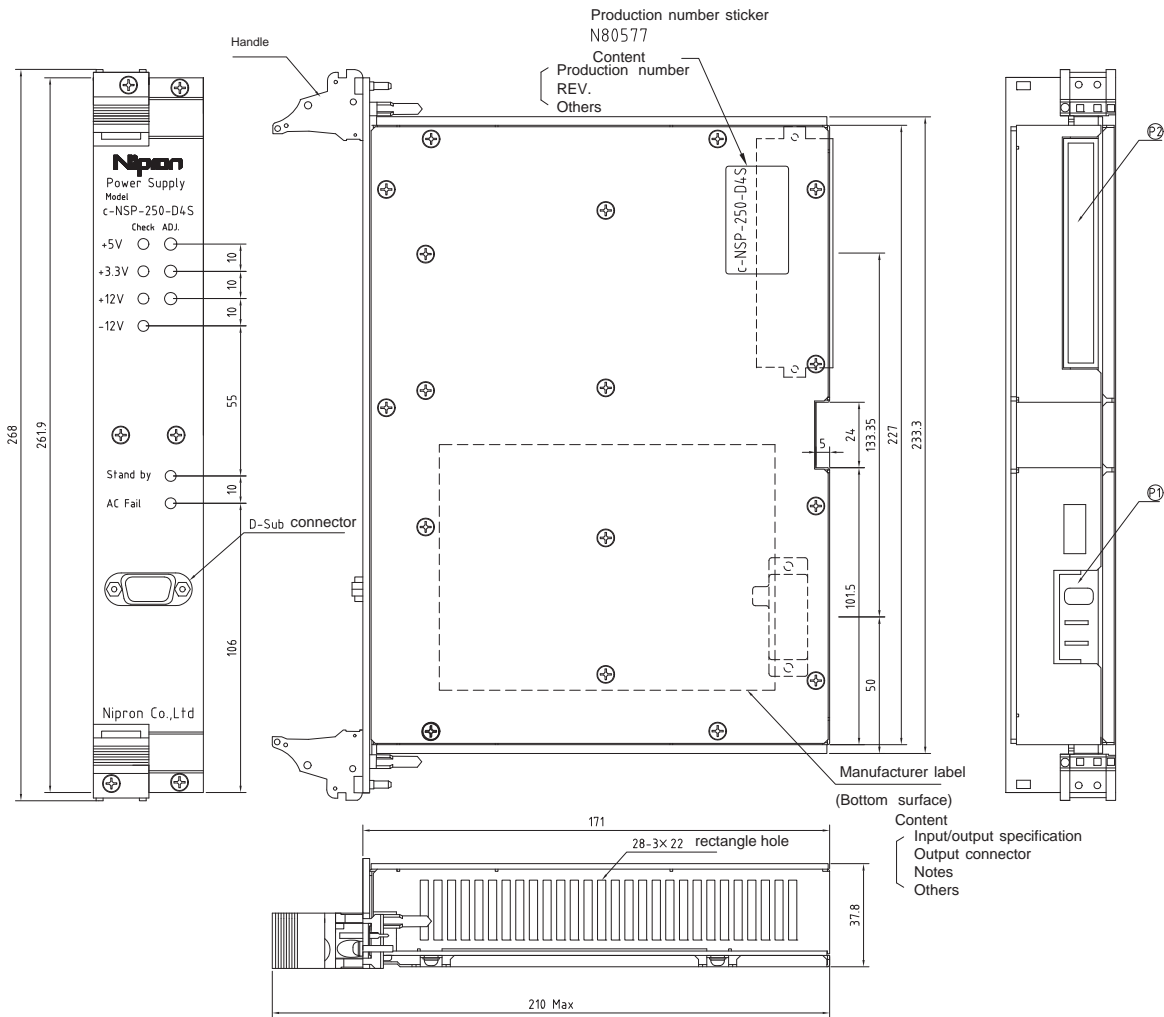 Production number sticker
N80577
Content
Production number
REV.
Others
Handle
Nipron
Power Supply
Model
c-NSP-250-D4S
Check ADJ.
+5V
+3.3V
+12V
-12V
10
10
10
55
Stand by
AC Fail
10
D-Sub connector
106
Nipron Co.,Ltd
268
261.9
c-NSP-250-D4S
5
24
133.35
227
233.3
101.5
50
P2
P1
Manufacturer label
(Bottom surface)
Content
Input/output specification
Output connector
Notes
Others
171
28-3×22 rectangle hole
37.8
210 Max